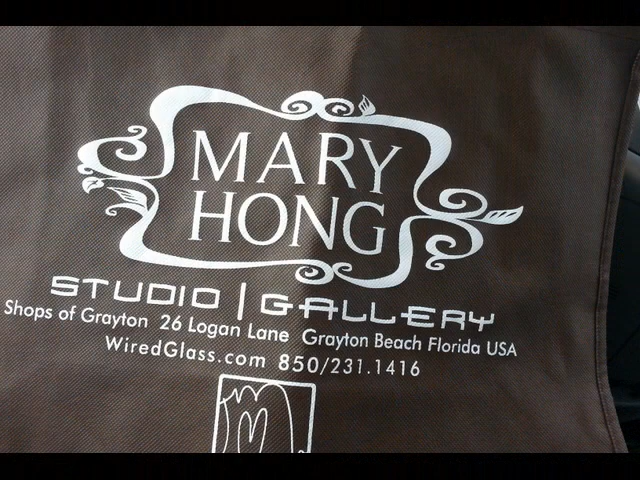 MARY
HONG
STUDIO | GALLERY
Shops of Grayton 26 Logan Lane Grayton Beach Florida USA
WiredGlass.com 850/231.1416